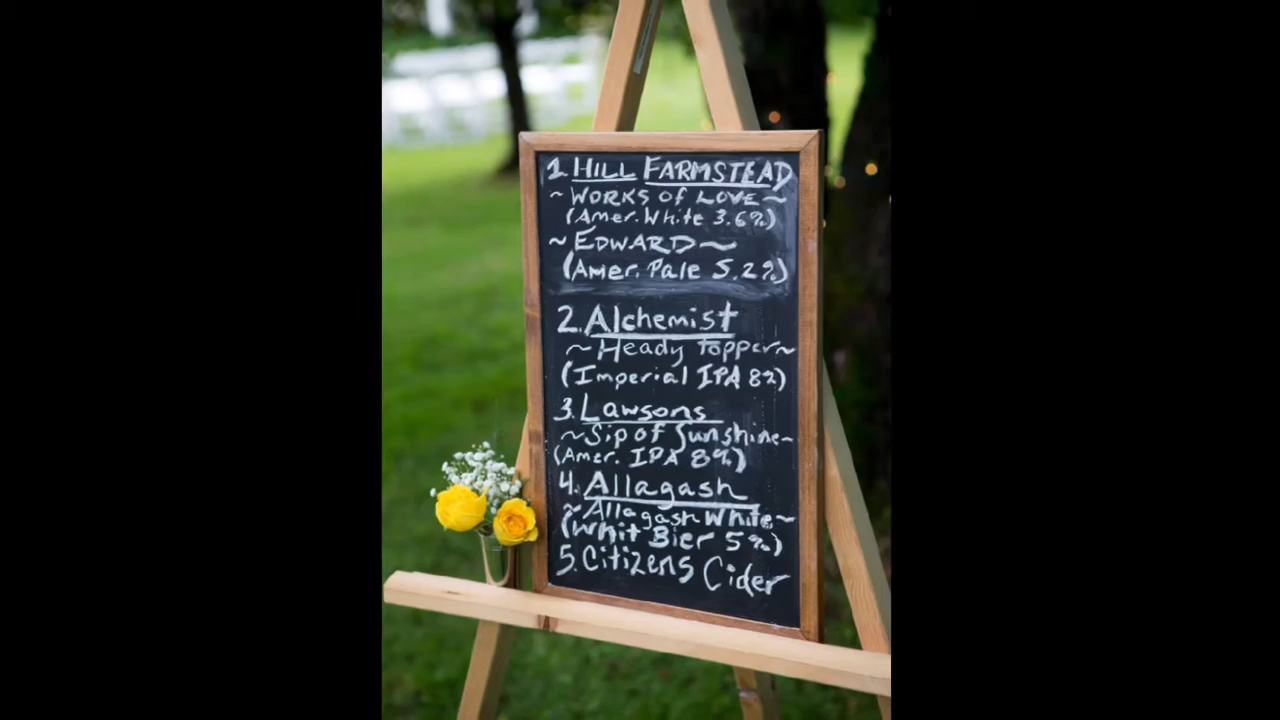 1. HILL FARMSTEAD
~ WORKS OF LOVE ~
(Amer. White 3.6%)
~ EDWARD ~
(Amer. Pale 5.2%)
2. Alchemist
~ Heady Topper ~
(Imperial IPA 8%)
3. Lawsons
~ Sip of Sunshine ~
(Amer. IPA 8%)
4. Allagash
~ Allagash White ~
(Whit Bier 5%)
5. Citizens Cider